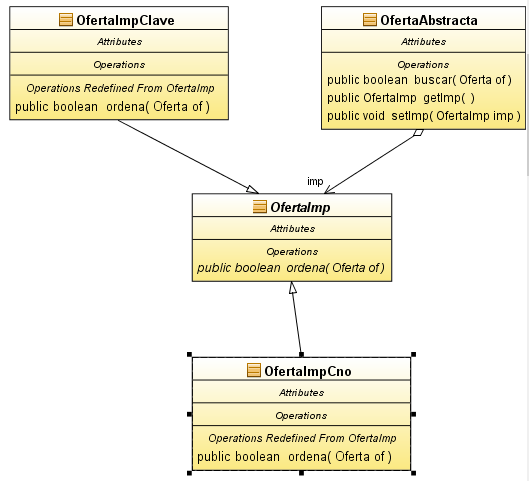 OfertaImpClave
Attributes
Operations
Operations Redefined From OfertaImp
public boolean ordena( Oferta of )
OfertaAbstracta
Attributes
Operations
public boolean buscar( Oferta of )
public OfertaImp getImp( )
public void setImp( OfertaImp imp )
imp
OfertaImp
Attributes
Operations
public boolean ordena( Oferta of )
OfertaImpCno
Attributes
Operations
Operations Redefined From OfertaImp
public boolean ordena( Oferta of )